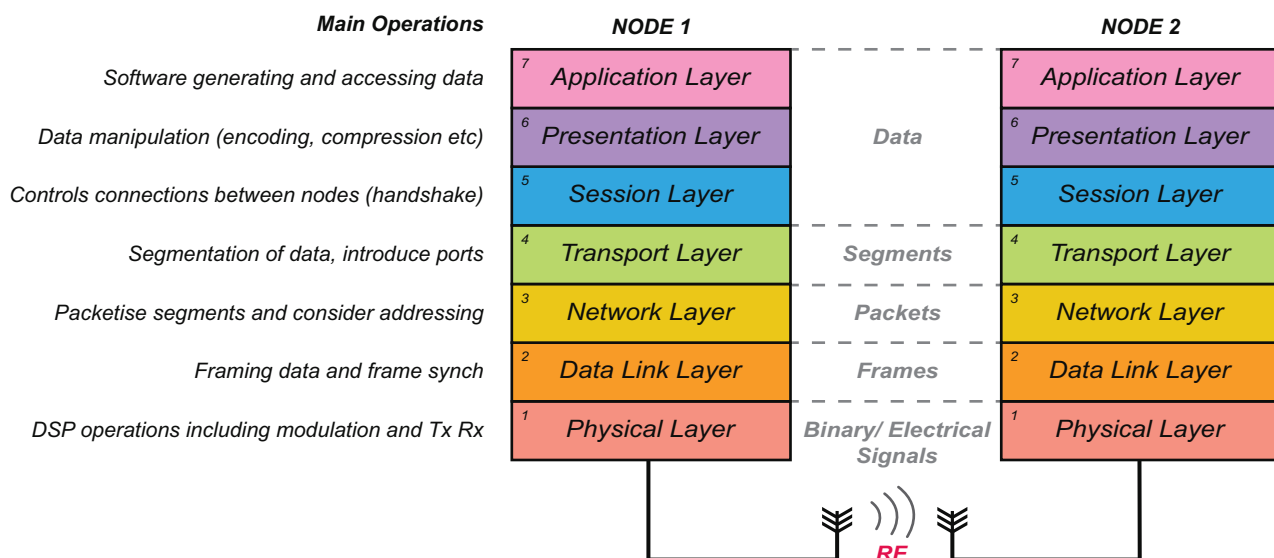 Main Operations NODE 1 NODE 2
Software generating and accessing data 7 Application Layer 7 Application Layer
Data manipulation (encoding, compression etc) 6 Presentation Layer Data 6 Presentation Layer
Controls connections between nodes (handshake) 5 Session Layer 5 Session Layer
Segmentation of data, introduce ports 4 Transport Layer Segments 4 Transport Layer
Packetise segments and consider addressing 3 Network Layer Packets 3 Network Layer
Framing data and frame synch 2 Data Link Layer Frames 2 Data Link Layer
DSP operations including modulation and Tx Rx 1 Physical Layer Binary/ Electrical 1 Physical Layer
Signals
RF